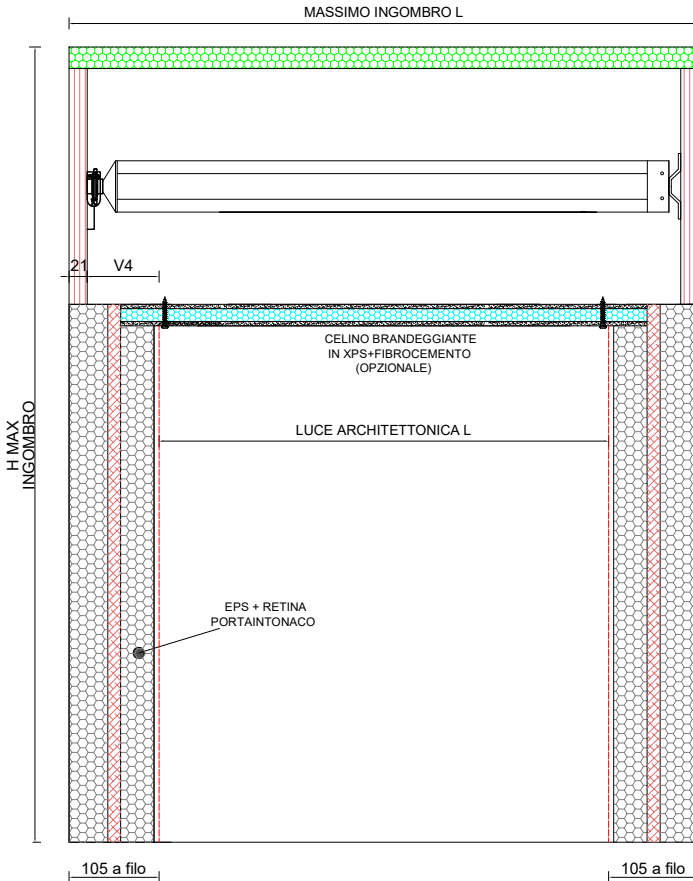 MASSIMO INGOMBRO L
21
V4
CELINO BRANDEGGIANTE
IN XPS+FIBROCEMENTO
(OPZIONALE)
LUCE ARCHITETTONICA L
H MAX
INGOMBRO
EPS + RETINA
PORTAINTONACO
105 a filo
105 a filo